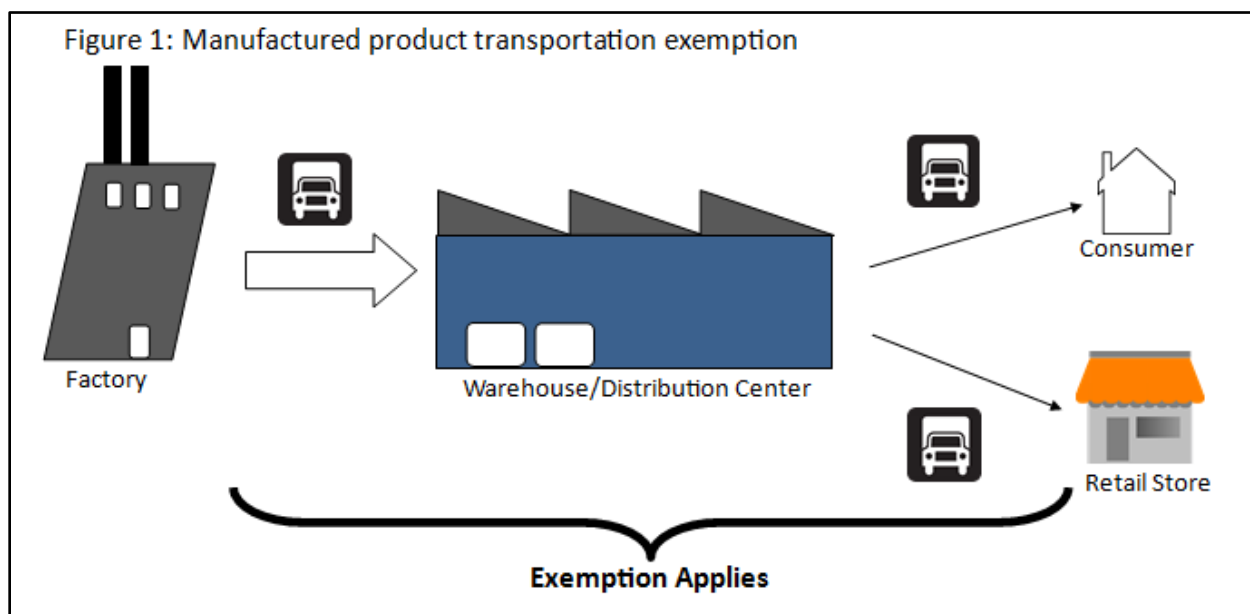 Figure 1: Manufactured product transportation exemption
Consumer
Factory
Warehouse/Distribution Center
Retail Store
Exemption Applies